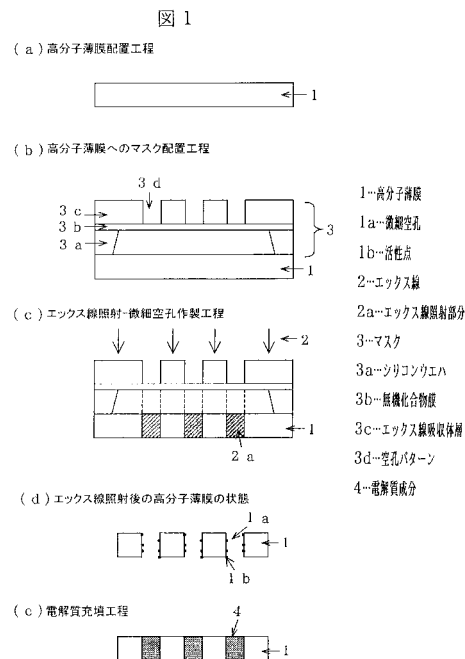 図1
(a)高分子薄膜配置工程
1
(b)高分子薄膜へのマスク配置工程
3d
3c
3b
3a
3
1
(c)エックス線照射-微細空孔作製工程
2
1
2a
(d)エックス線照射後の高分子薄膜の状態
1a
1
1b
(c)電解質充填工程
4
1
1…高分子薄膜
1a…微細空孔
1b…活性点
2…エックス線
2a…エックス線照射部分
3…マスク
3a…シリコンウエハ
3b…無機化合物膜
3c…エックス線吸収体層
3d…空孔パターン
4…電解質成分